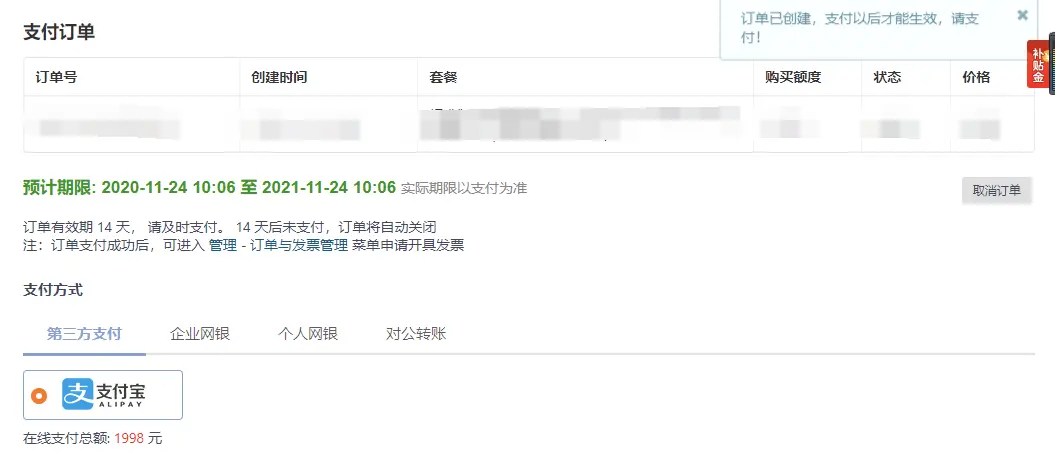 支付订单
订单已创建，支付以后才能生效，请支
付！
补贴金
订单号 创建时间 套餐 购买额度 状态 价格
预计期限: 2020-11-24 10:06 至 2021-11-24 10:06 实际期限以支付为准
取消订单
订单有效期 14 天， 请及时支付。 14 天后未支付，订单将自动关闭
注：订单支付成功后，可进入 管理 - 订单与发票管理 菜单申请开具发票
支付方式
第三方支付 企业网银 个人网银 对公转账
支 支付宝
ALIPAY
在线支付总额: 1998 元